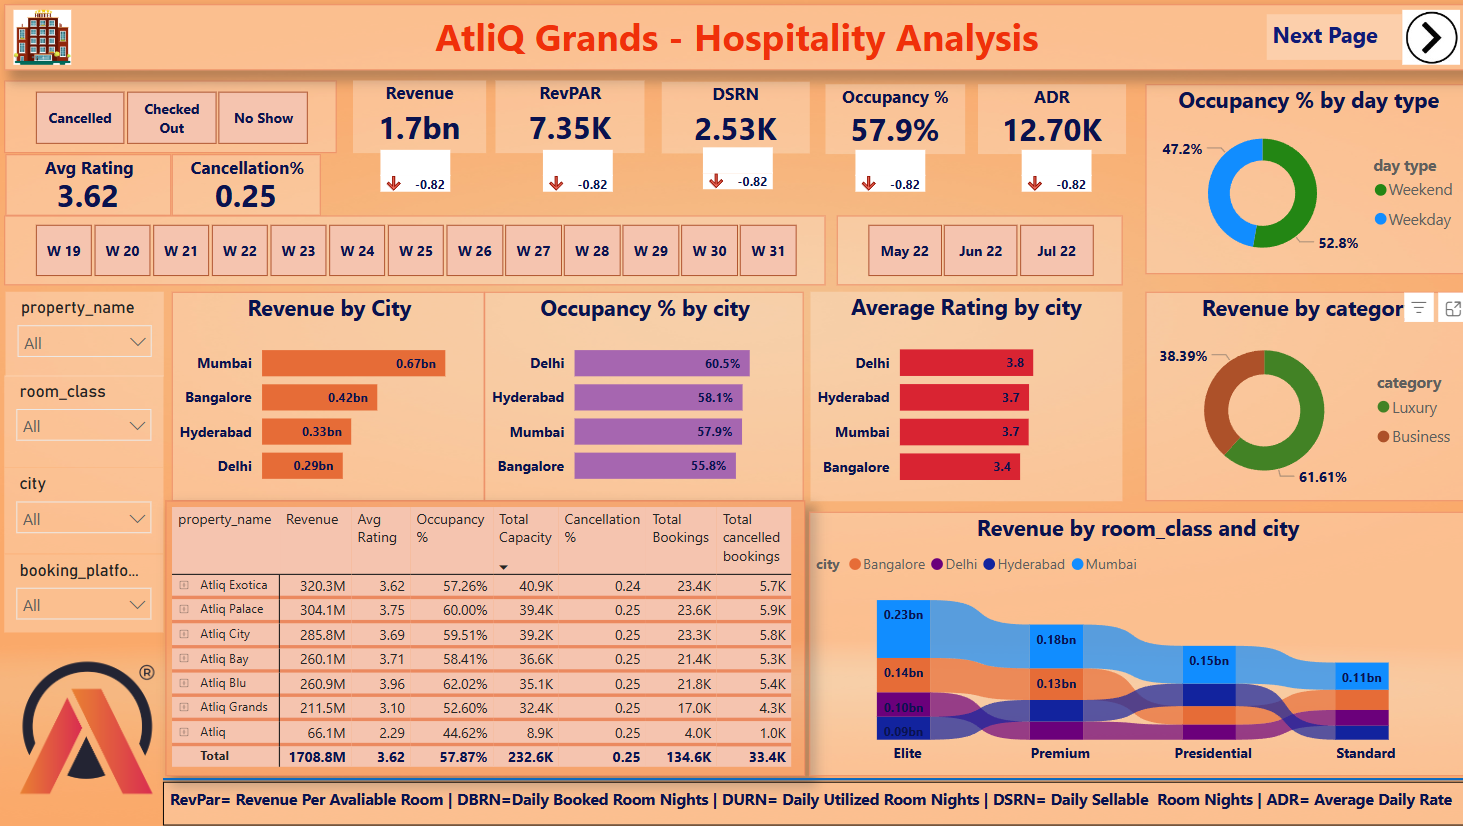 AtliQ Grands - Hospitality Analysis
Next Page
Cancelled
Checked
Out
No Show
Revenue
1.7bn
-0.82
RevPAR
7.35K
-0.82
DSRN
2.53K
-0.82
Occupancy %
57.9%
-0.82
ADR
12.70K
-0.82
Avg Rating
3.62
Cancellation%
0.25
Occupancy % by day type
47.2%
52.8%
day type
Weekend
Weekday
W 19 W 20 W 21 W 22 W 23 W 24 W 25 W 26 W 27 W 28 W 29 W 30 W 31
May 22 Jun 22 Jul 22
property_name
All
room_class
All
city
All
booking_platfo...
All
Revenue by City
Mumbai 0.67bn
Bangalore 0.42bn
Hyderabad 0.33bn
Delhi 0.29bn
Occupancy % by city
Delhi 60.5%
Hyderabad 58.1%
Mumbai 57.9%
Bangalore 55.8%
Average Rating by city
Delhi 3.8
Hyderabad 3.7
Mumbai 3.7
Bangalore 3.4
Revenue by categor
38.39%
61.61%
category
Luxury
Business
property_name Revenue Avg Rating Occupancy % Total Capacity Cancellation % Total Bookings Total cancelled bookings
Atliq Exotica 320.3M 3.62 57.26% 40.9K 0.24 23.4K 5.7K
Atliq Palace 304.1M 3.75 60.00% 39.4K 0.25 23.6K 5.9K
Atliq City 285.8M 3.69 59.51% 39.2K 0.25 23.3K 5.8K
Atliq Bay 260.1M 3.71 58.41% 36.6K 0.25 21.4K 5.3K
Atliq Blu 260.9M 3.96 62.02% 35.1K 0.25 21.8K 5.4K
Atliq Grands 211.5M 3.10 52.60% 32.4K 0.25 17.0K 4.3K
Atliq 66.1M 2.29 44.62% 8.9K 0.25 4.0K 1.0K
Total 1708.8M 3.62 57.87% 232.6K 0.25 134.6K 33.4K
Revenue by room_class and city
city Bangalore Delhi Hyderabad Mumbai
0.23bn
0.14bn
0.10bn
0.09bn
0.18bn
0.13bn
0.15bn
0.11bn
Elite Premium Presidential Standard
®
RevPar= Revenue Per Avaliable Room | DBRN=Daily Booked Room Nights | DURN= Daily Utilized Room Nights | DSRN= Daily Sellable Room Nights | ADR= Average Daily Rate